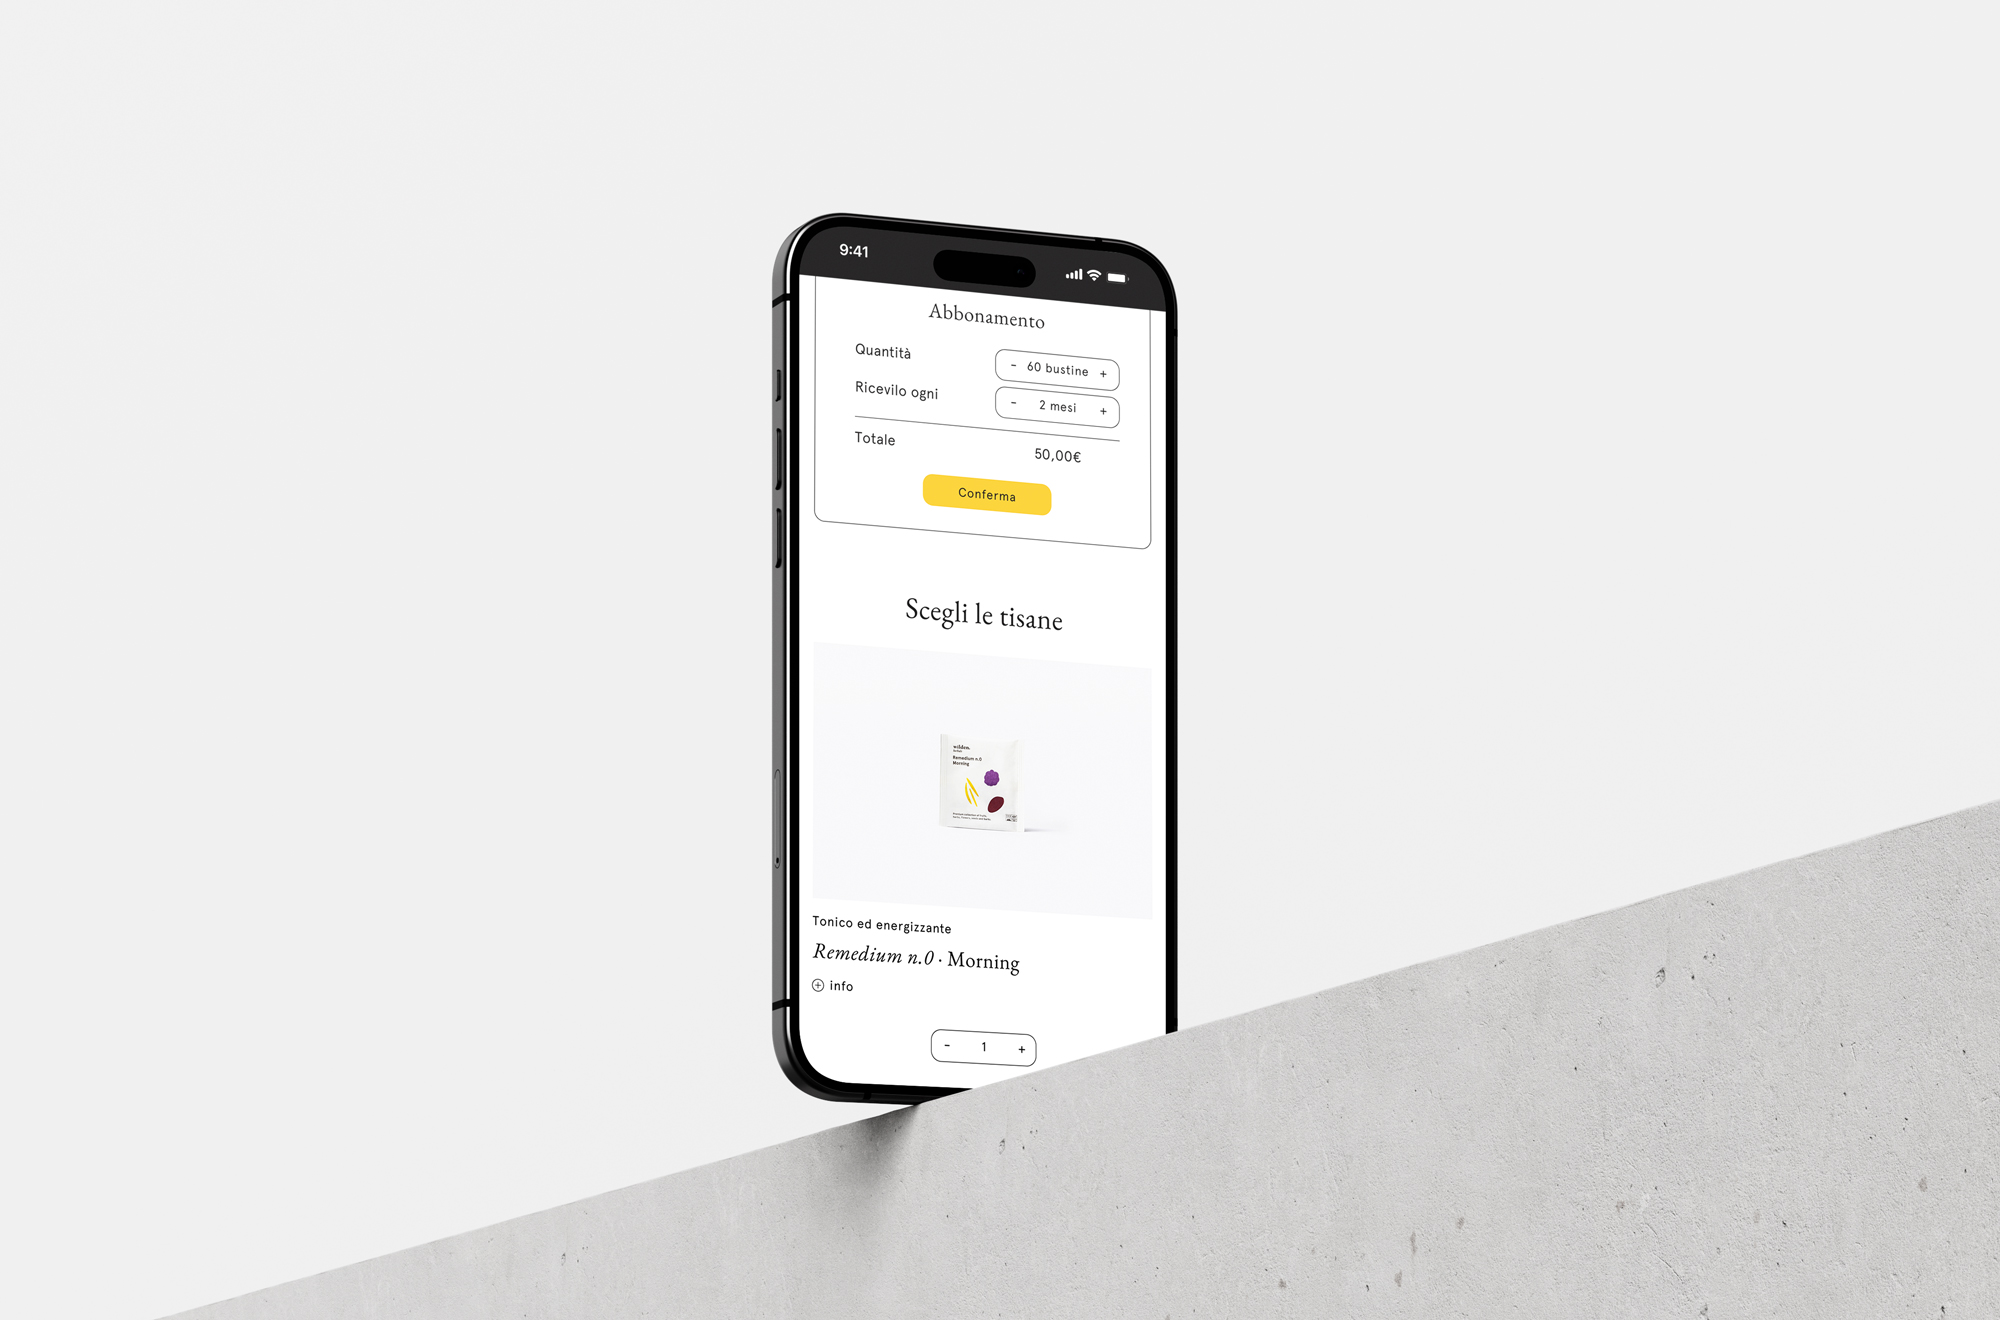 9:41
Abbonamento
Quantità
- 60 bustine +
Ricevilo ogni
- 2 mesi +
Totale
50,00€
Conferma
Scegli le tisane
wilden.
Remedium n.0
Morning
Tonico ed energizzante
Remedium n.0 · Morning
info
- 1 +